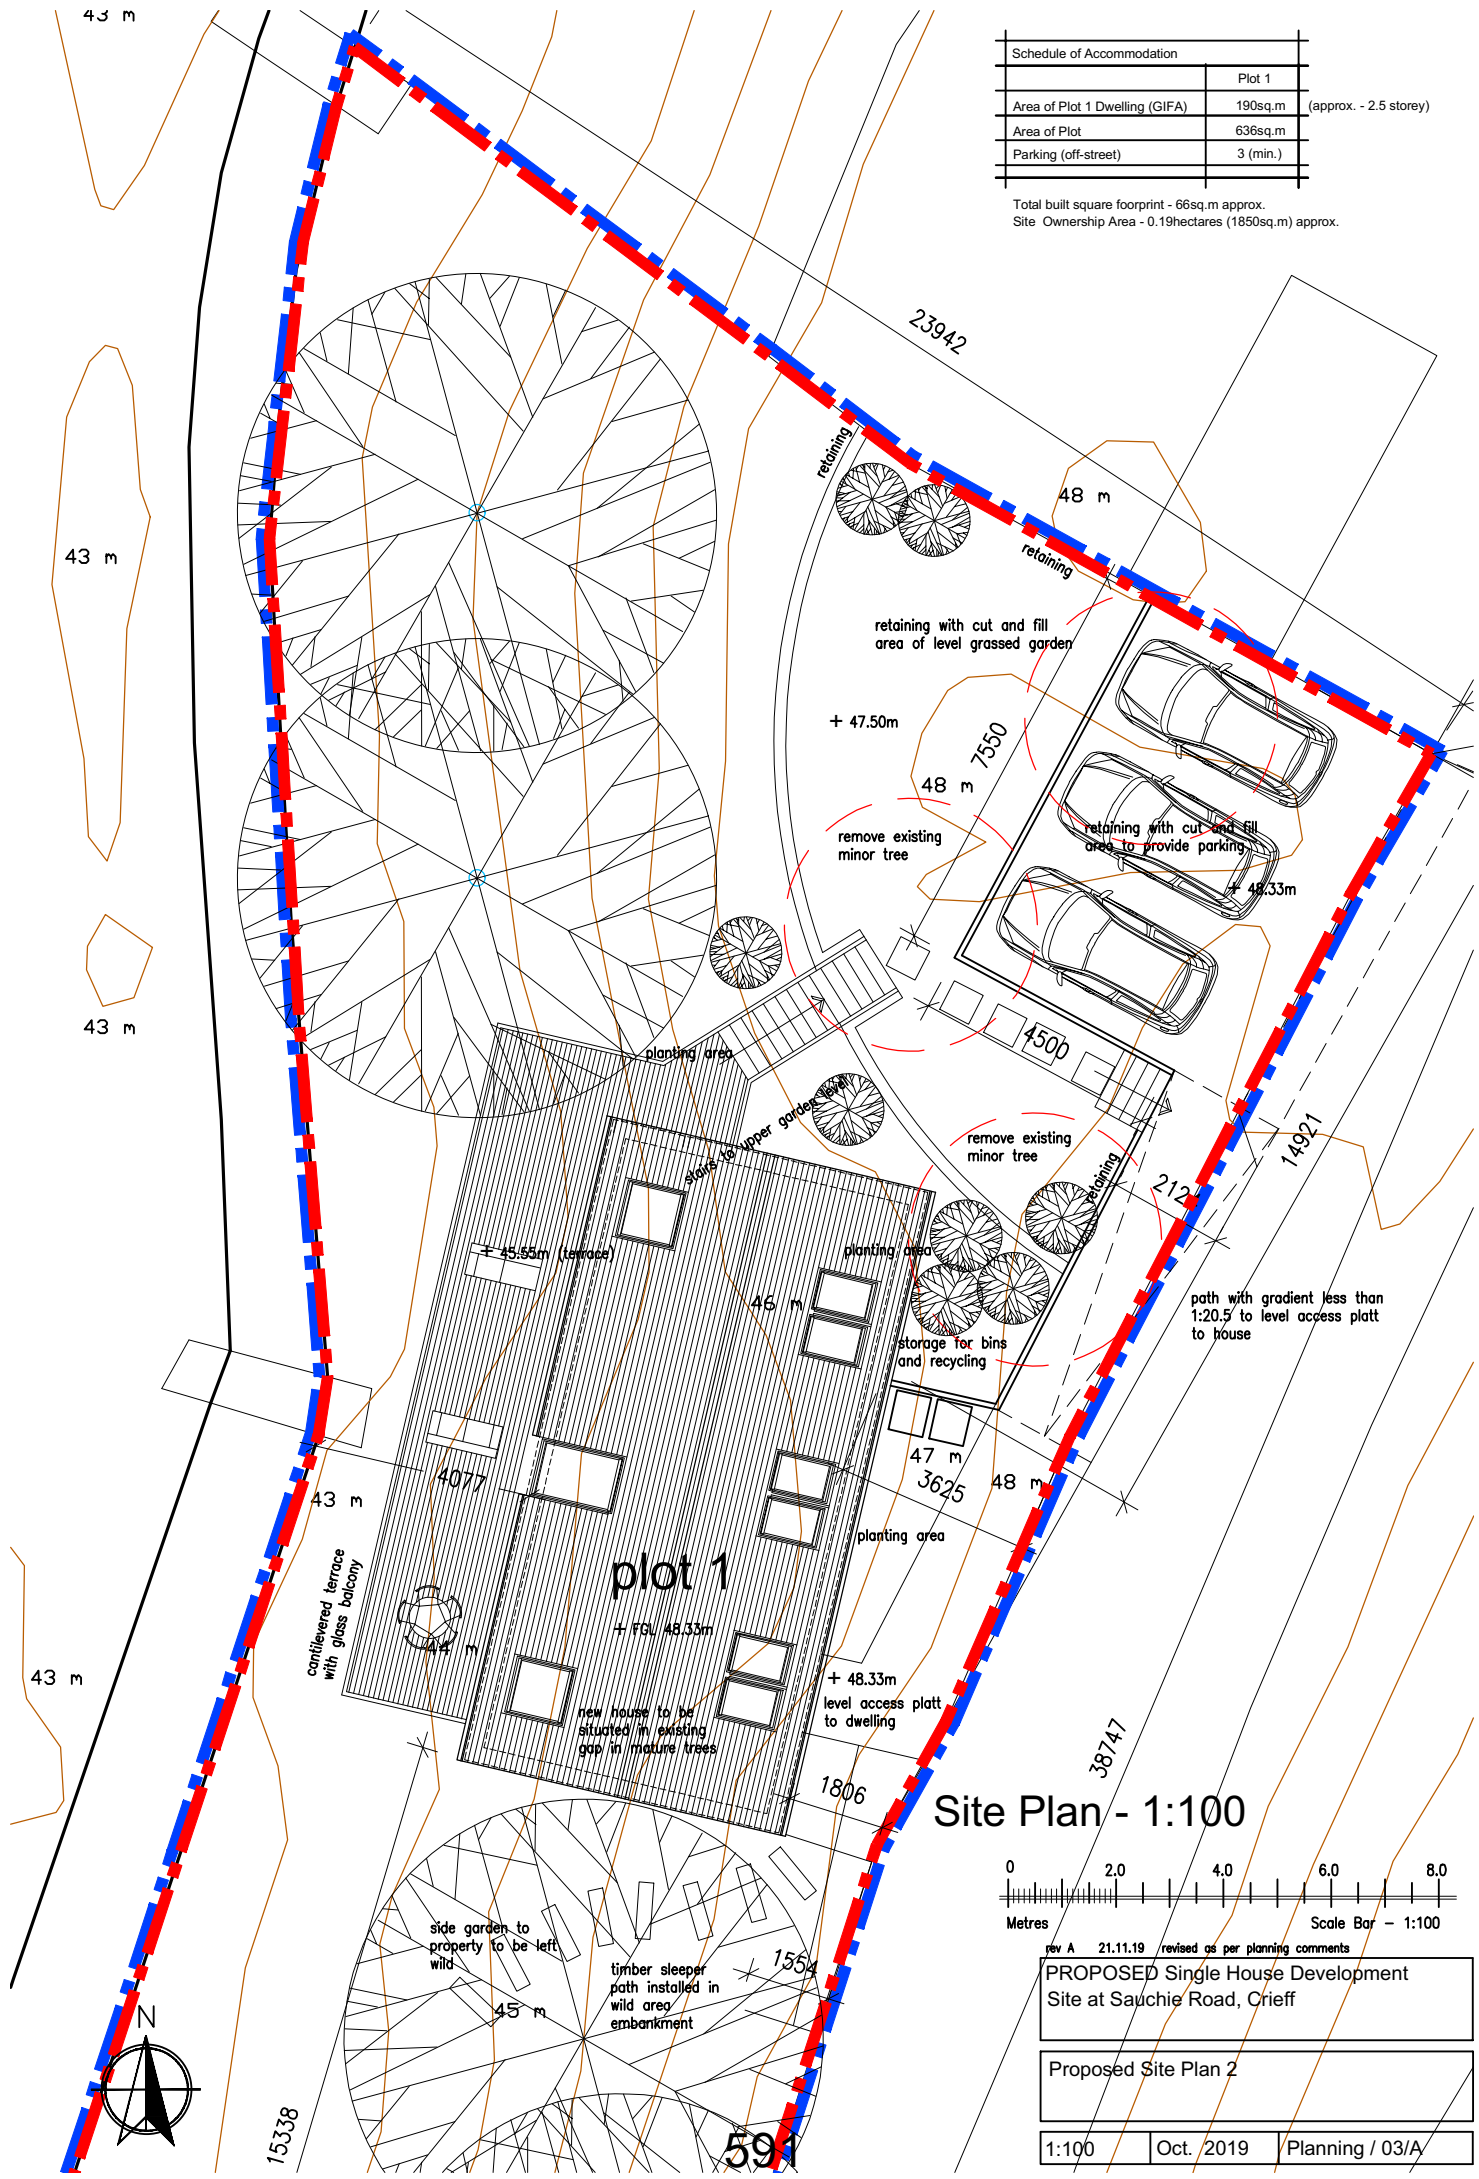 43 m
Schedule of Accommodation
Plot 1
Area of Plot 1 Dwelling (GIFA) 190sq.m (approx. - 2.5 storey)
Area of Plot 636sq.m
Parking (off-street) 3 (min.)
Total built square foorprint - 66sq.m approx.
Site Ownership Area - 0.19hectares (1850sq.m) approx.
23942
retaining
48 m
retaining
43 m
retaining with cut and fill
area of level grassed garden
+ 47.50m
7550
48 m
remove existing
minor tree
retaining with cut and fill
area to provide parking
+ 48.33m
43 m
4500
planting area
stairs to upper garden level
remove existing
minor tree
14921
retaining
+ 45.55m (terrace)
planting area
46 m
path with gradient less than
1:20.5 to level access platt
to house
storage for bins
and recycling
47 m
4077
3625
48 m
43 m
planting area
cantilevered terrace
with glass balcony
plot 1
+ FGL 48.33m
44 m
43 m
+ 48.33m
level access platt
to dwelling
new house to be
situated in existing
gap in mature trees
38747
1806
Site Plan - 1:100
0 2.0 4.0 6.0 8.0
Metres Scale Bar - 1:100
side garden to
property to be left
wild
timber sleeper
path installed in
wild area
embankment
1554
45 m
rev A 21.11.19 revised as per planning comments
PROPOSED Single House Development
Site at Sauchie Road, Crieff
N
Proposed Site Plan 2
15338
591
1:100 Oct. 2019 Planning / 03/A